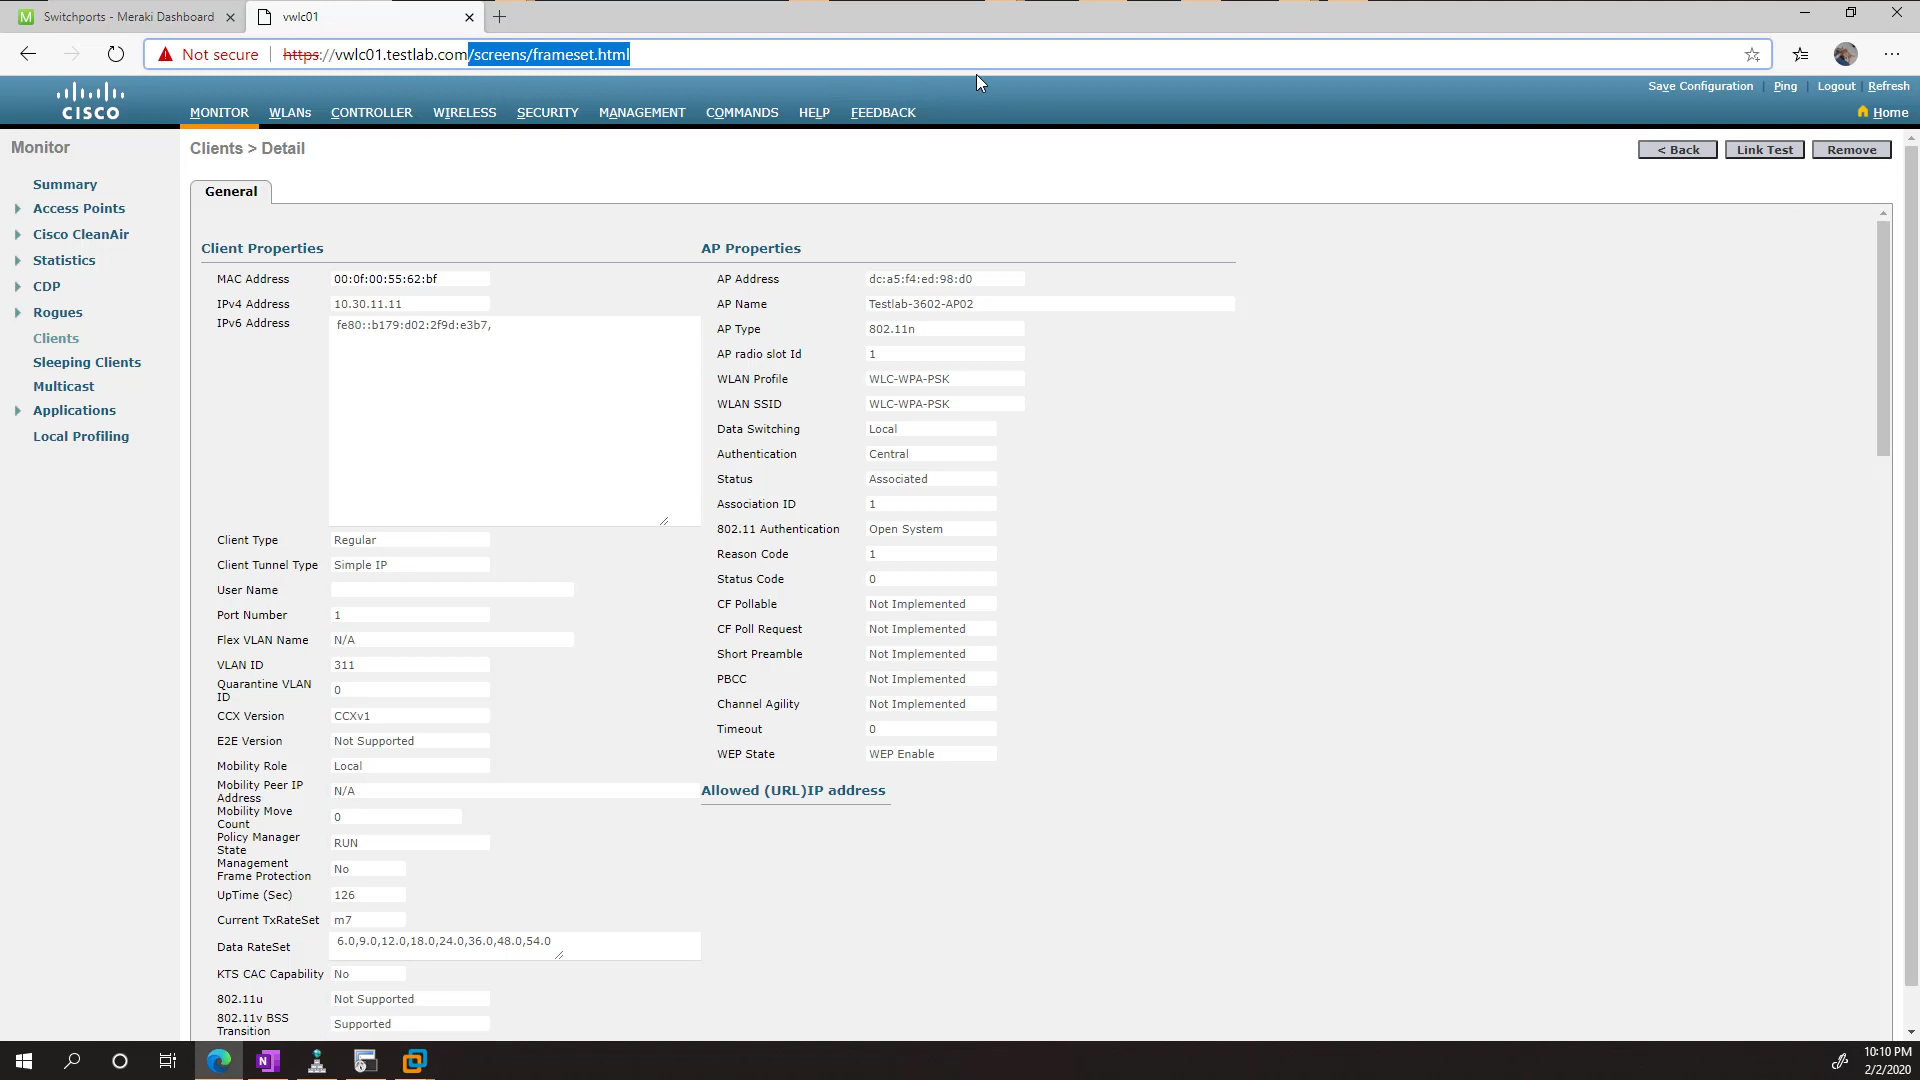 Switchports - Meraki Dashboard
vwlc01
Not secure
https://vwlc01.testlab.com/screens/frameset.html
Save Configuration | Ping | Logout | Refresh
CISCO
MONITOR WLANs CONTROLLER WIRELESS SECURITY MANAGEMENT COMMANDS HELP FEEDBACK
Home
Monitor
Summary
Access Points
Cisco CleanAir
Statistics
CDP
Rogues
Clients
Sleeping Clients
Multicast
Applications
Local Profiling
Clients > Detail
< Back
Link Test
Remove
General
Client Properties
MAC Address 00:0f:00:55:62:bf
IPv4 Address 10.30.11.11
IPv6 Address fe80::b179:d02:2f9d:e3b7,
Client Type Regular
Client Tunnel Type Simple IP
User Name
Port Number 1
Flex VLAN Name N/A
VLAN ID 311
Quarantine VLAN
ID 0
CCX Version CCXv1
E2E Version Not Supported
Mobility Role Local
Mobility Peer IP
Address N/A
Mobility Move
Count 0
Policy Manager
State RUN
Management
Frame Protection No
UpTime (Sec) 126
Current TxRateSet m7
Data RateSet 6.0,9.0,12.0,18.0,24.0,36.0,48.0,54.0
KTS CAC Capability No
802.11u Not Supported
802.11v BSS
Transition Supported
AP Properties
AP Address dc:a5:f4:ed:98:d0
AP Name Testlab-3602-AP02
AP Type 802.11n
AP radio slot Id 1
WLAN Profile WLC-WPA-PSK
WLAN SSID WLC-WPA-PSK
Data Switching Local
Authentication Central
Status Associated
Association ID 1
802.11 Authentication Open System
Reason Code 1
Status Code 0
CF Pollable Not Implemented
CF Poll Request Not Implemented
Short Preamble Not Implemented
PBCC Not Implemented
Channel Agility Not Implemented
Timeout 0
WEP State WEP Enable
Allowed (URL)IP address
10:10 PM
2/2/2020